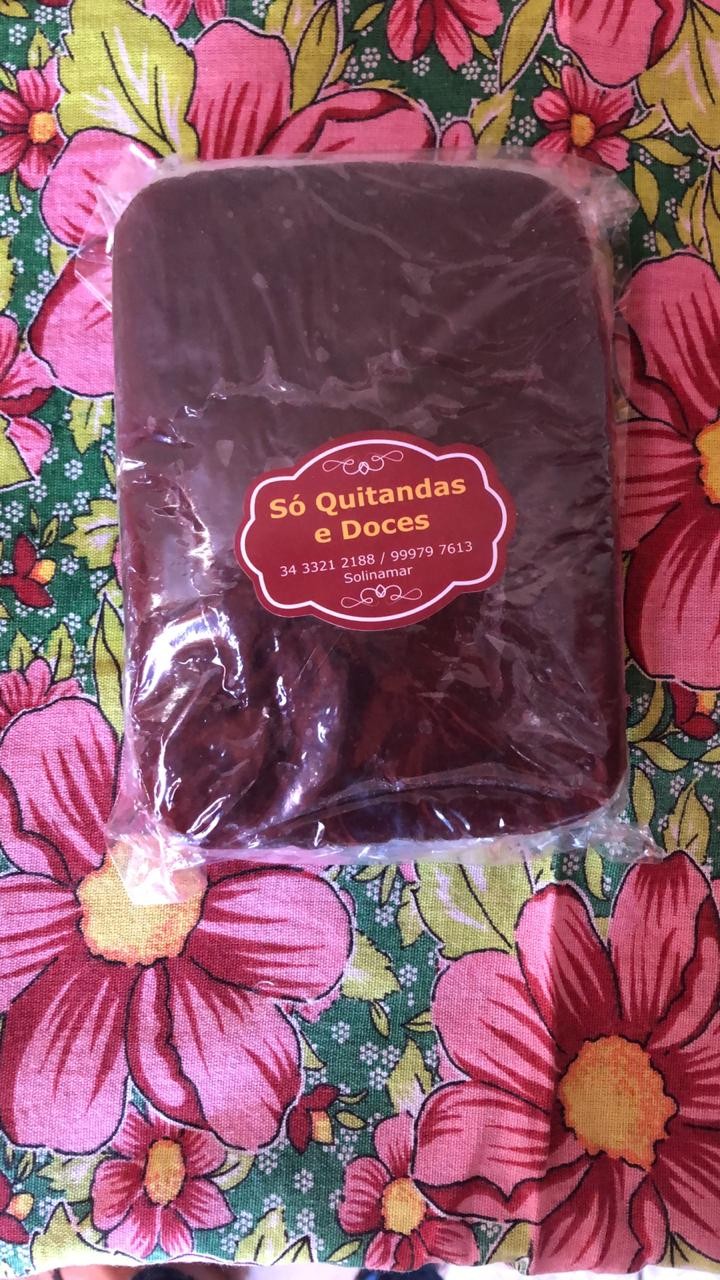 Só Quitandas
e Doces
34 3321 2188 / 99979 7613
Solinamar